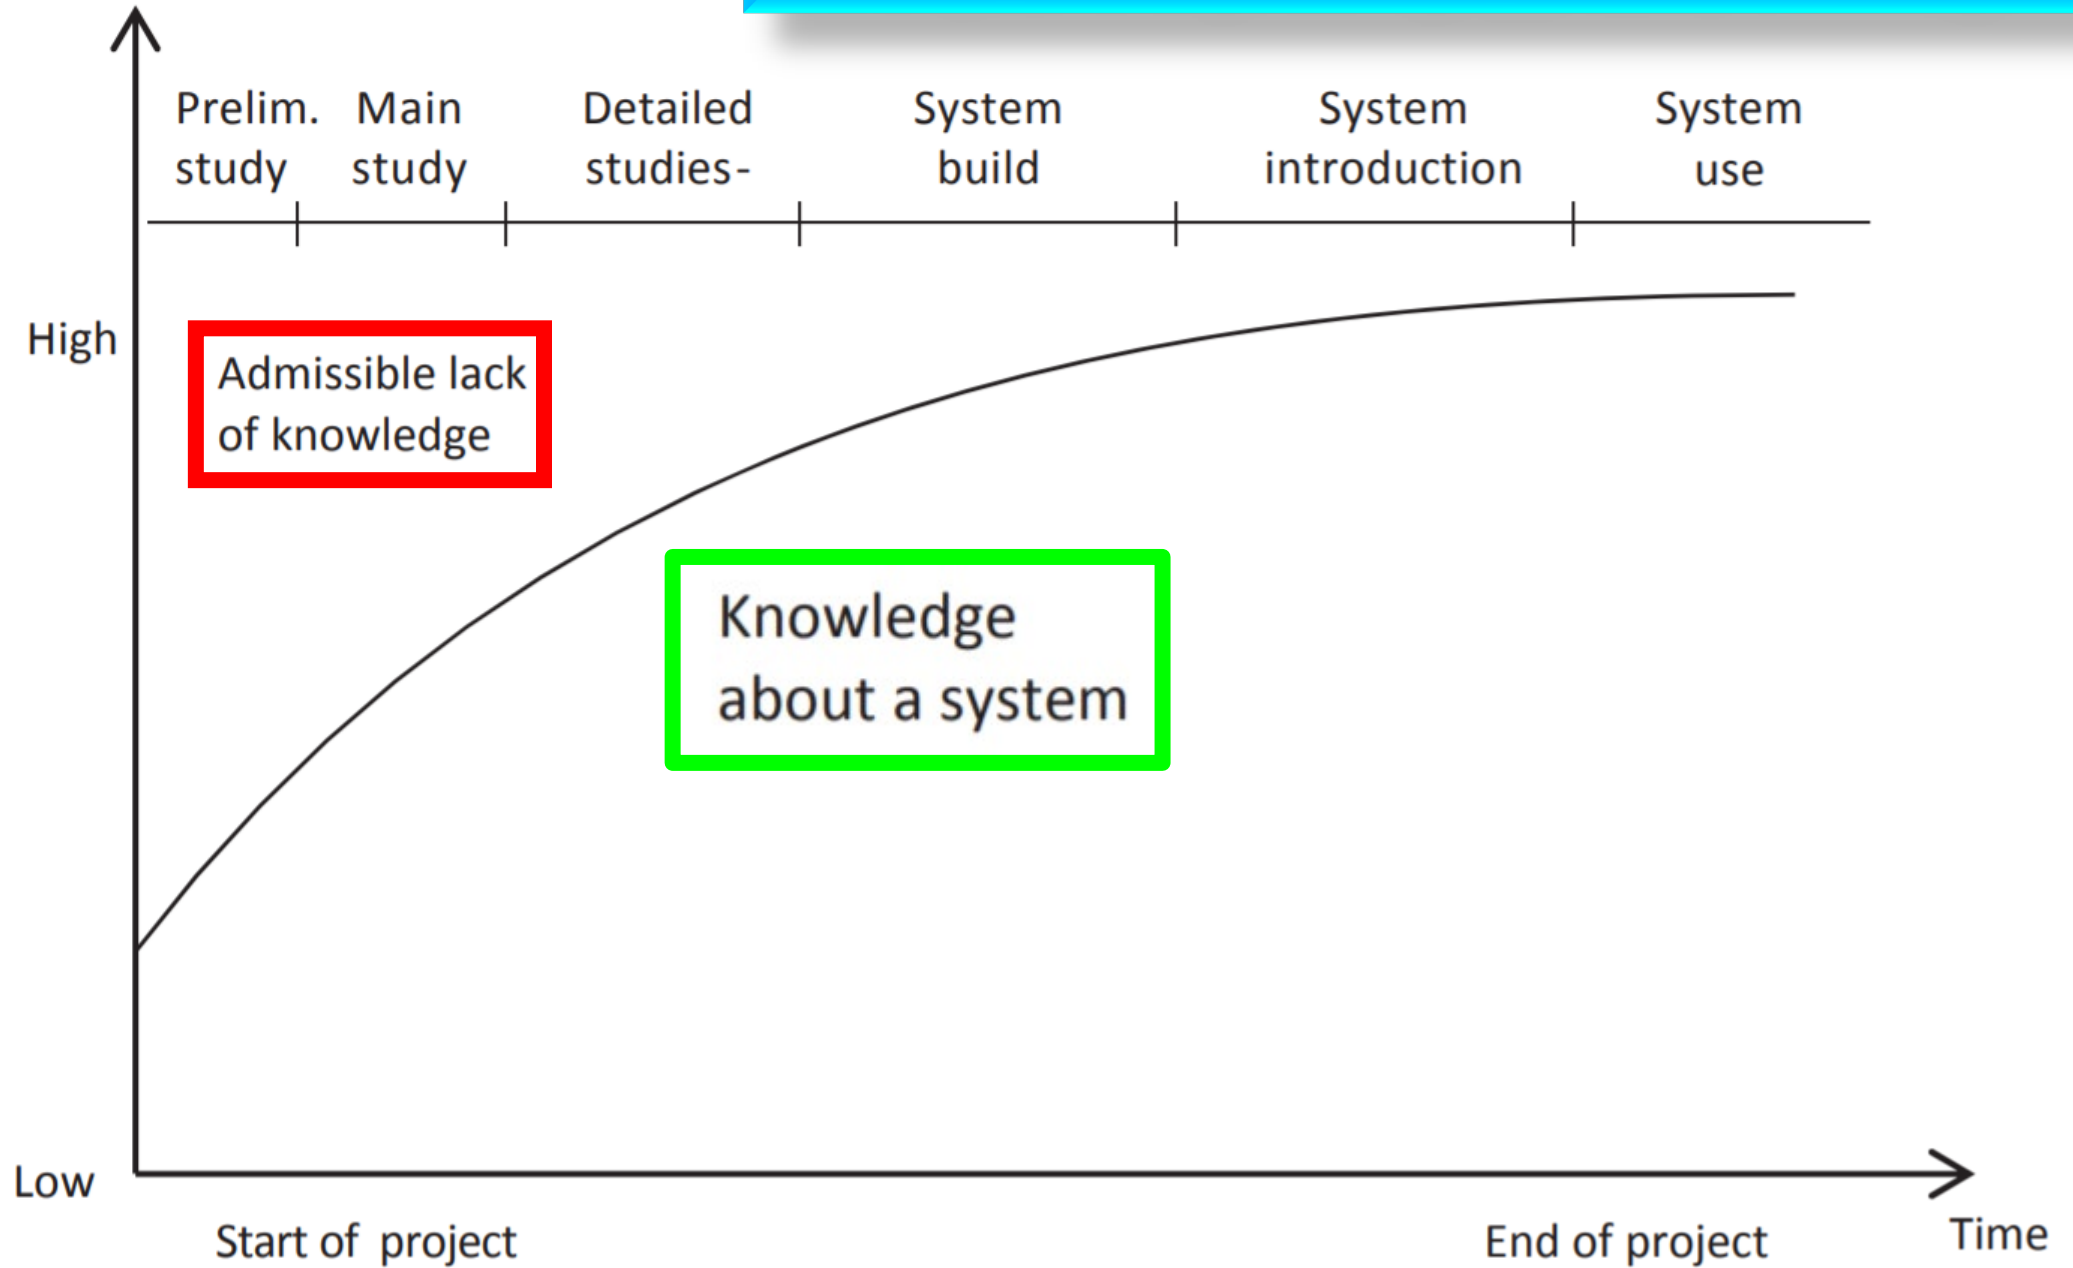 Prelim. study
Main study
Detailed studies-
System build
System introduction
System use
High
Admissible lack
of knowledge
Knowledge
about a system
Low
Start of project
End of project
Time